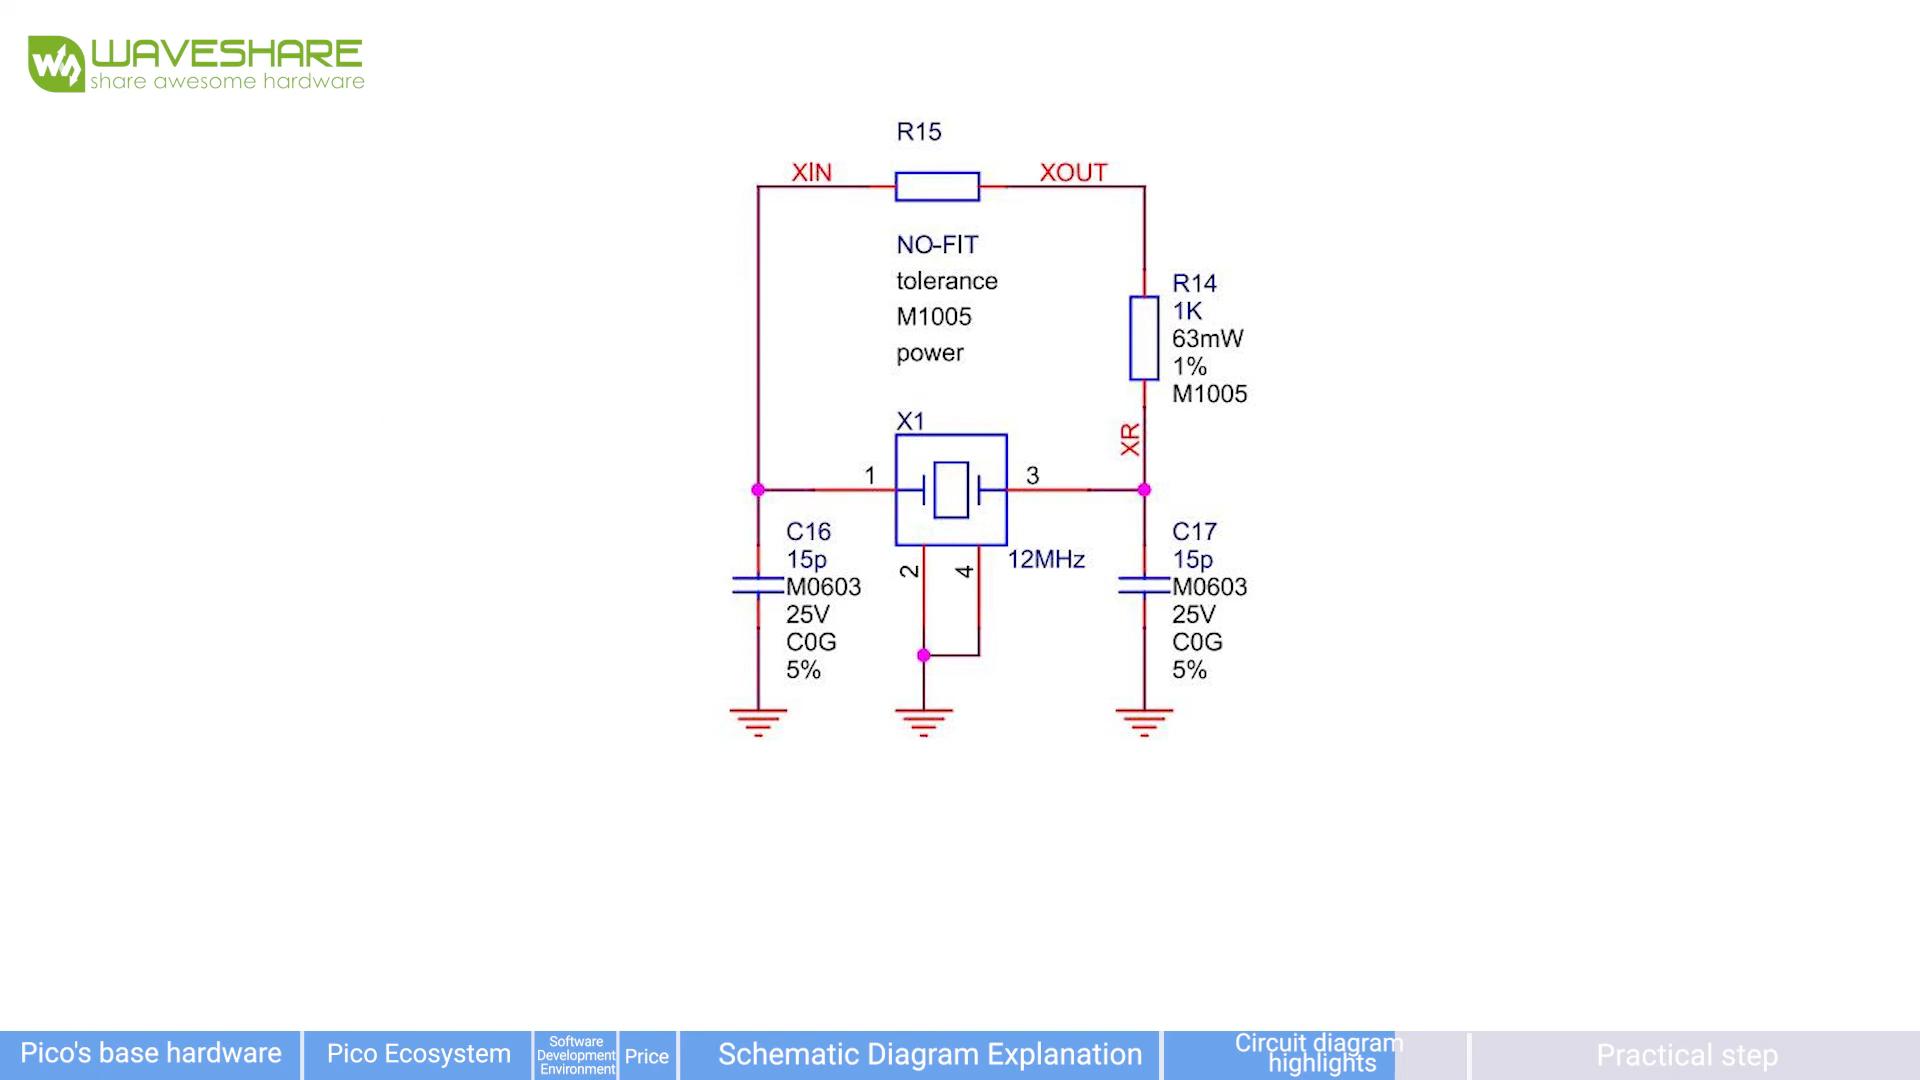 WAVESHARE
share awesome hardware
R15
XIN
XOUT
NO-FIT
tolerance
M1005
power
R14
1K
63mW
1%
M1005
XR
X1
1
3
2
4
12MHz
C16
15p
M0603
25V
C0G
5%
C17
15p
M0603
25V
C0G
5%
Pico's base hardware
Pico Ecosystem
Software
Development
Environment
Price
Schematic Diagram Explanation
Circuit diagram
highlights
Practical step